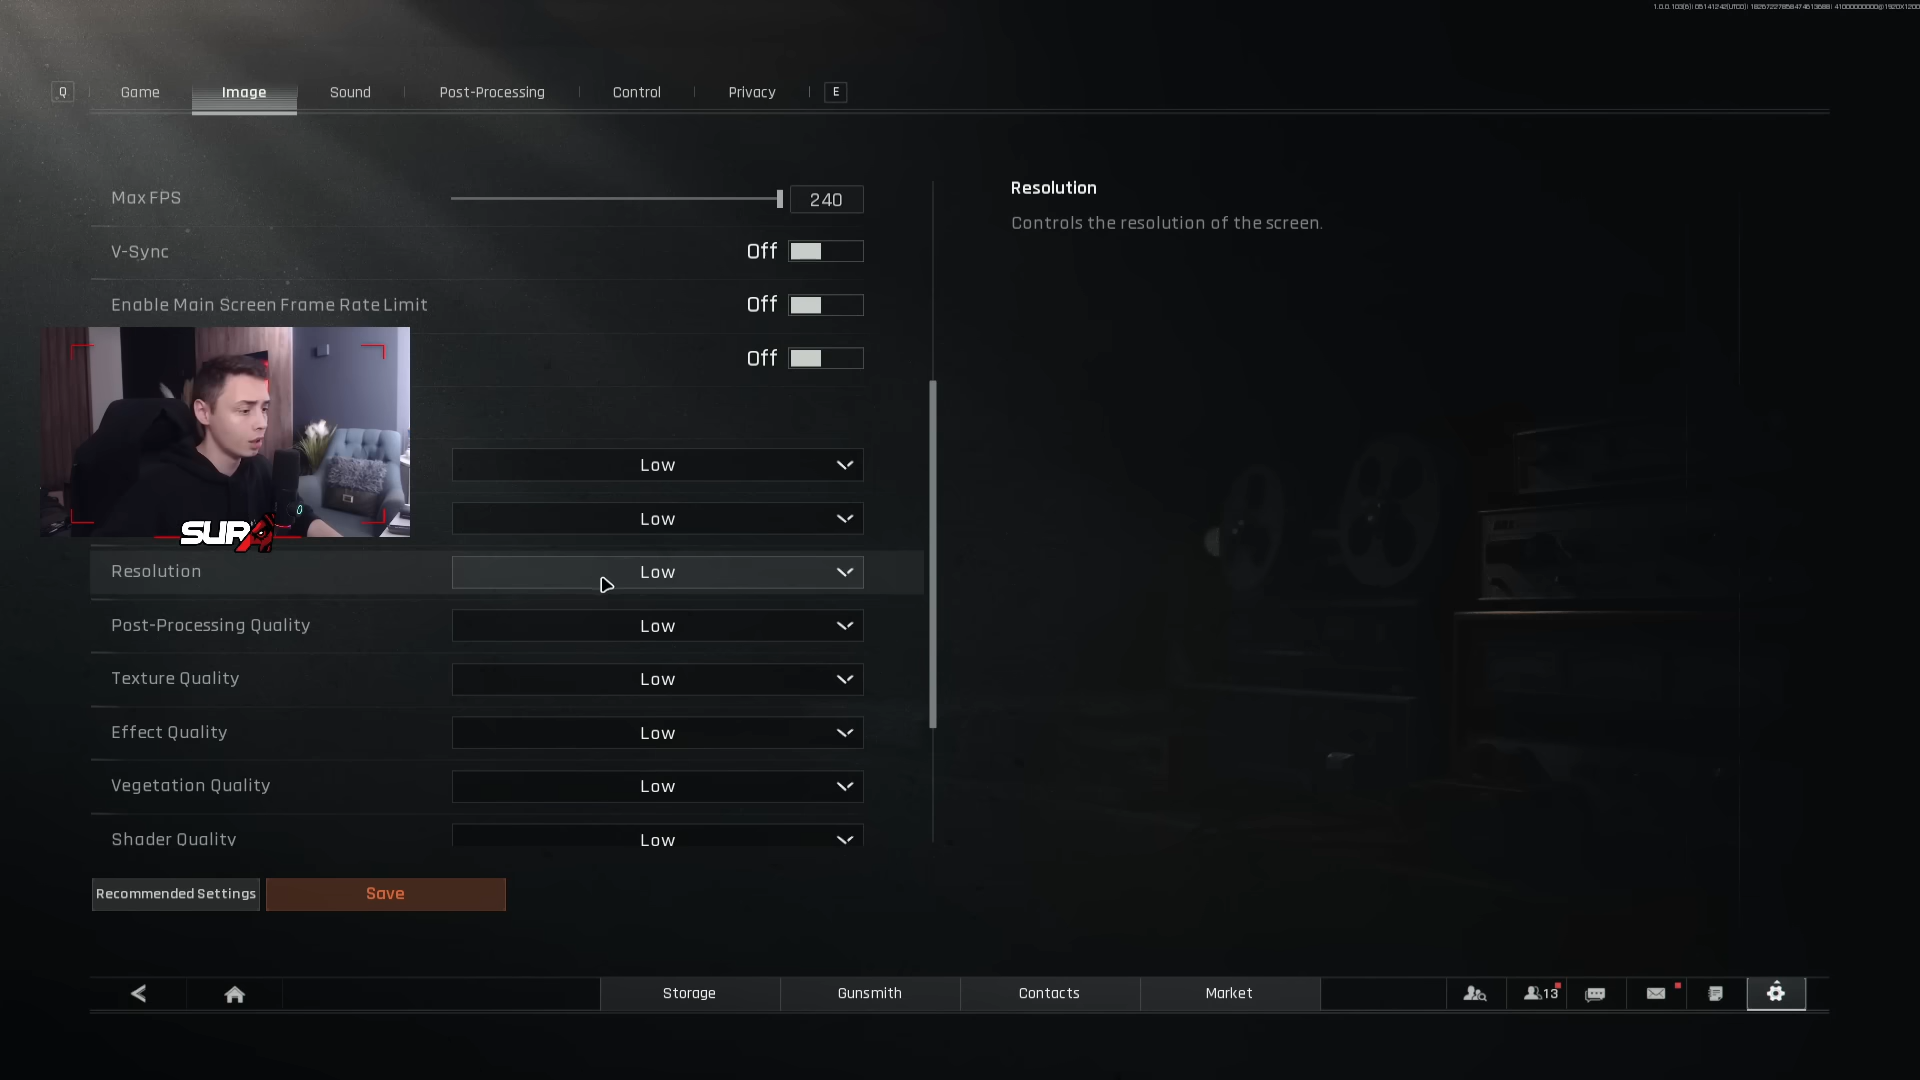 Q
Game
Image
Sound
Post-Processing
Control
Privacy
E
Max FPS
240
V-Sync
Off
Enable Main Screen Frame Rate Limit
Off
Off
Low
Low
Resolution
Low
Post-Processing Quality
Low
Texture Quality
Low
Effect Quality
Low
Vegetation Quality
Low
Shader Quality
Low
Resolution
Controls the resolution of the screen.
SUPA
Recommended Settings
Save
Storage
Gunsmith
Contacts
Market
13